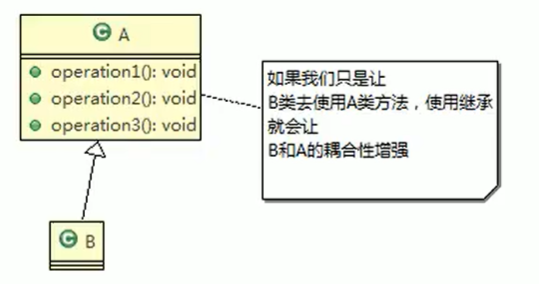 C A
operation1(): void
operation2(): void
operation3(): void
如果我们只是让
B类去使用A类方法，使用继承
就会让
B和A的耦合性增强
C B